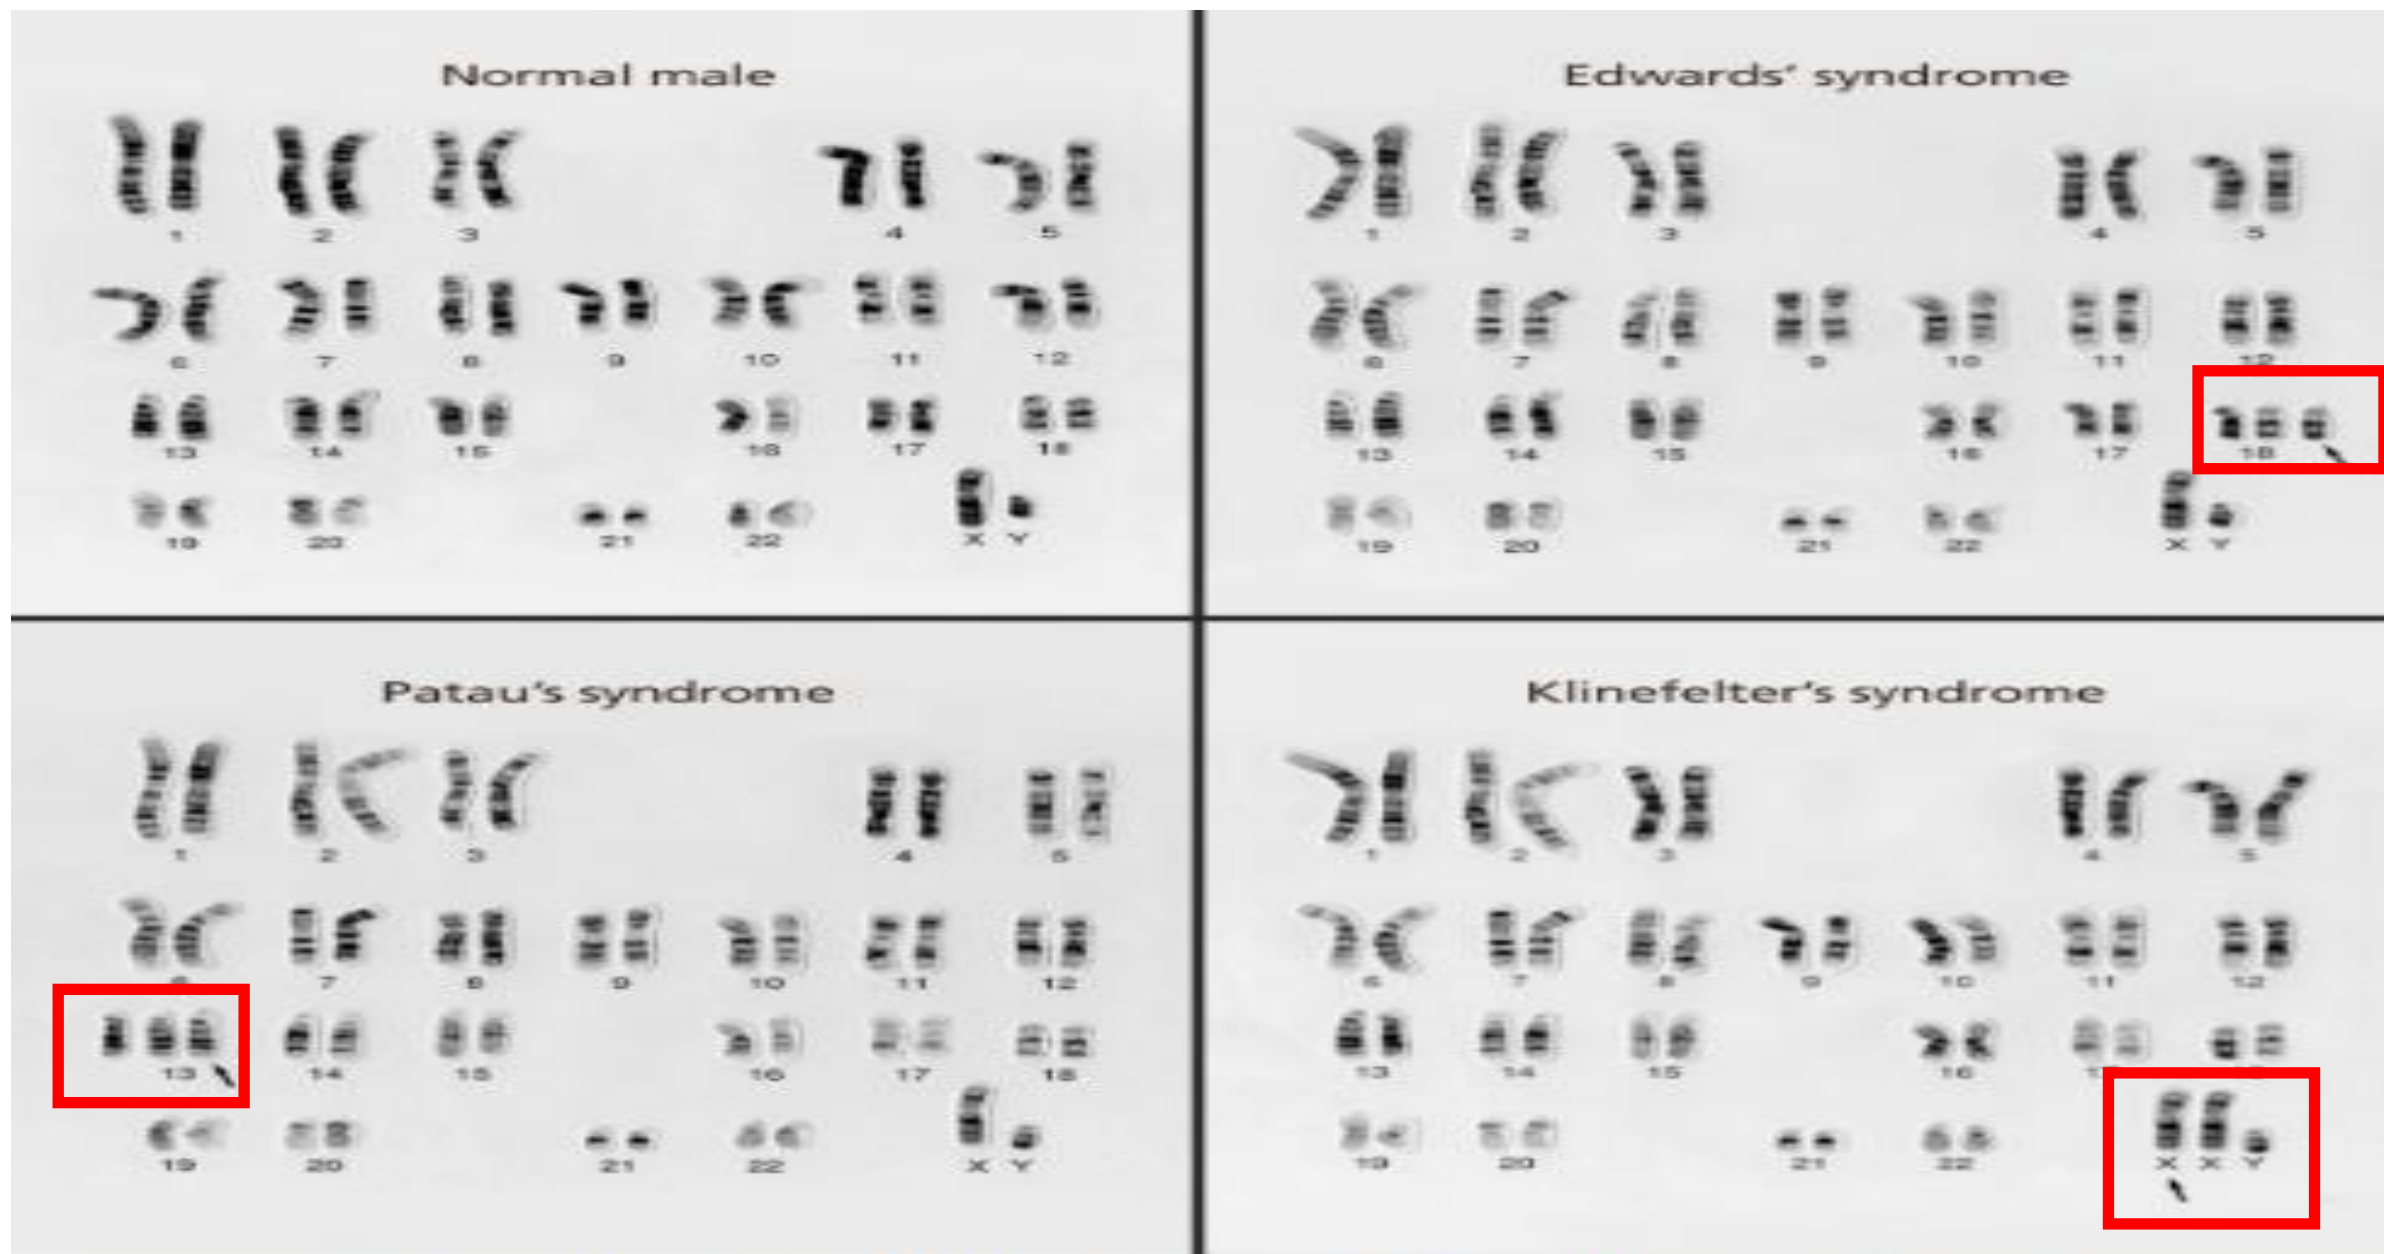 Normal male
1 2 3 4 5
6 7 8 9 10 11 12
13 14 15 16 17 18
19 20 21 22 X Y
Edwards' syndrome
1 2 3 4 5
6 7 8 9 10 11 12
13 14 15 16 17 18
19 20 21 22 X Y
Patau's syndrome
1 2 3 4 5
6 7 8 9 10 11 12
13 14 15 16 17 18
19 20 21 22 X Y
Klinefelter's syndrome
1 2 3 4 5
6 7 8 9 10 11 12
13 14 15 16
19 20 21 22 X X Y